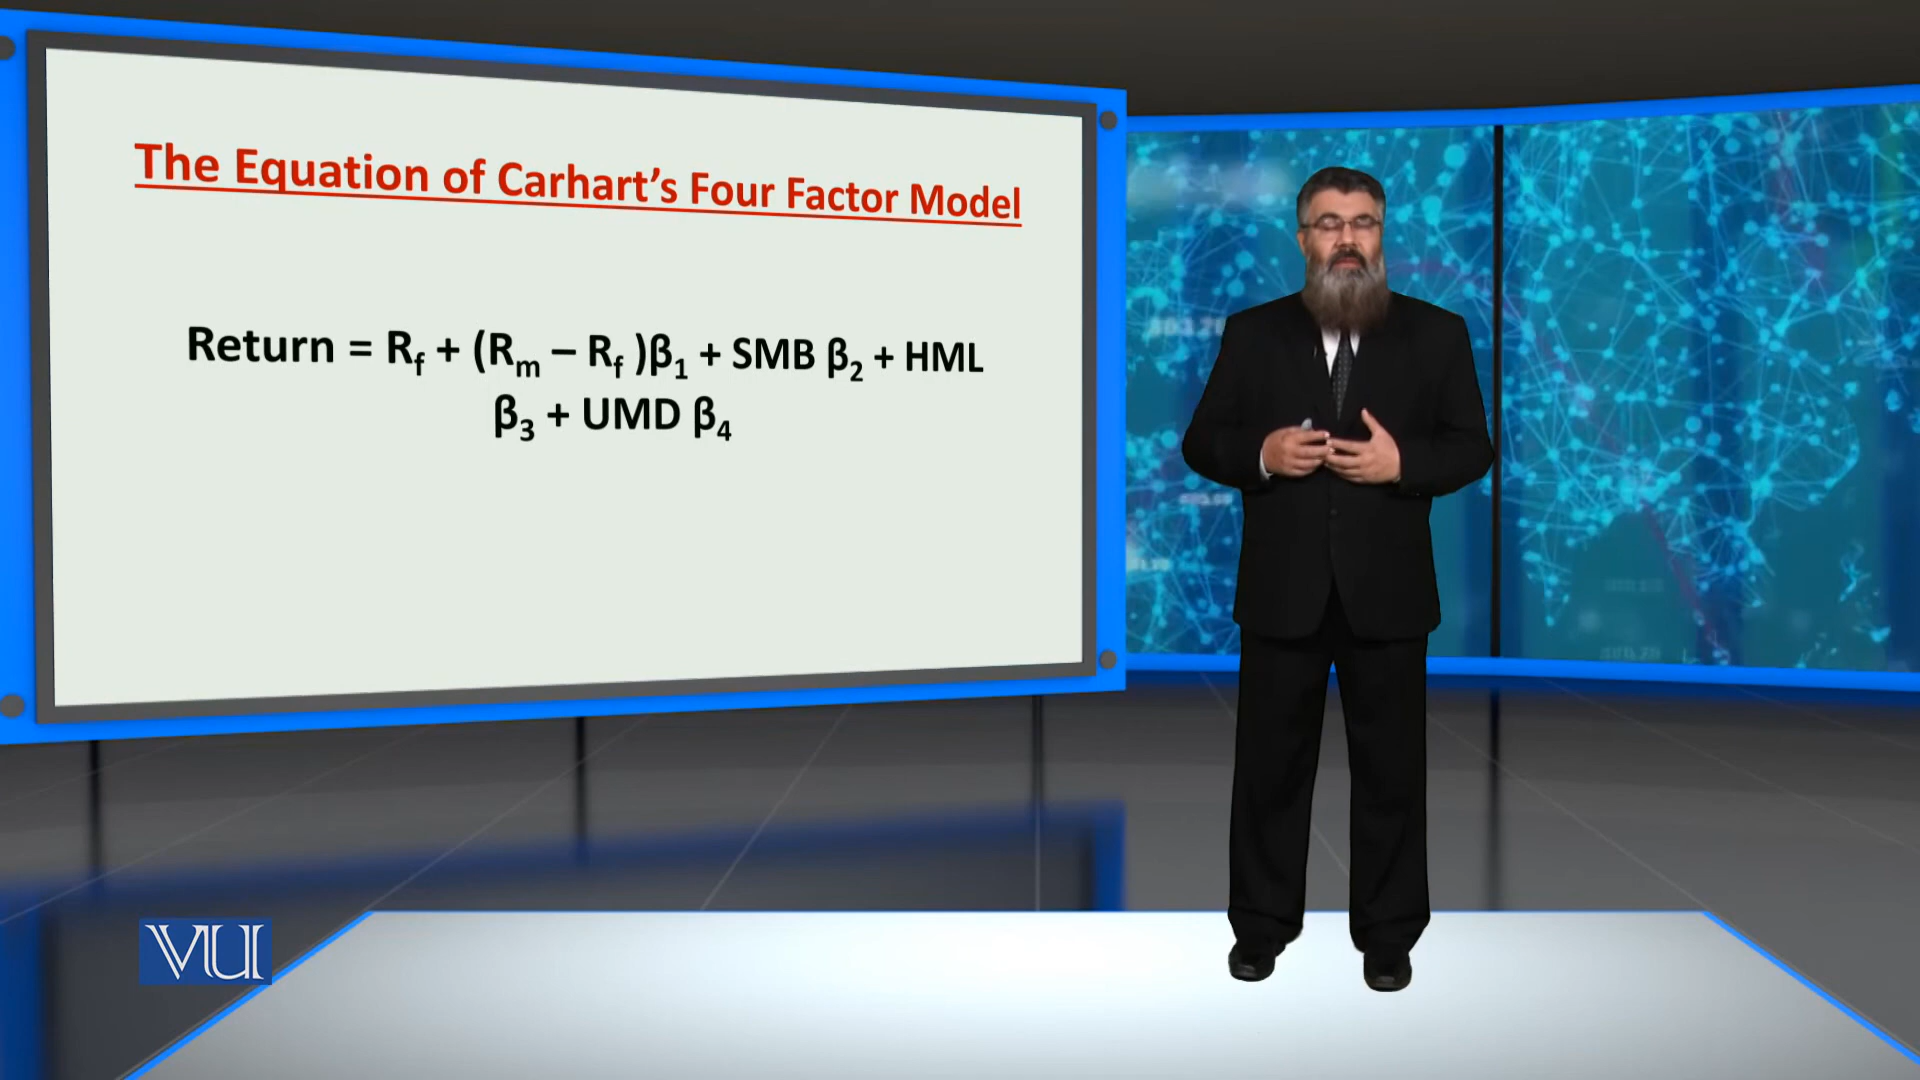 The Equation of Carhart’s Four Factor Model
Return = Rf + (Rm – Rf )β1 + SMB β2 + HML
β3 + UMD β4
VU